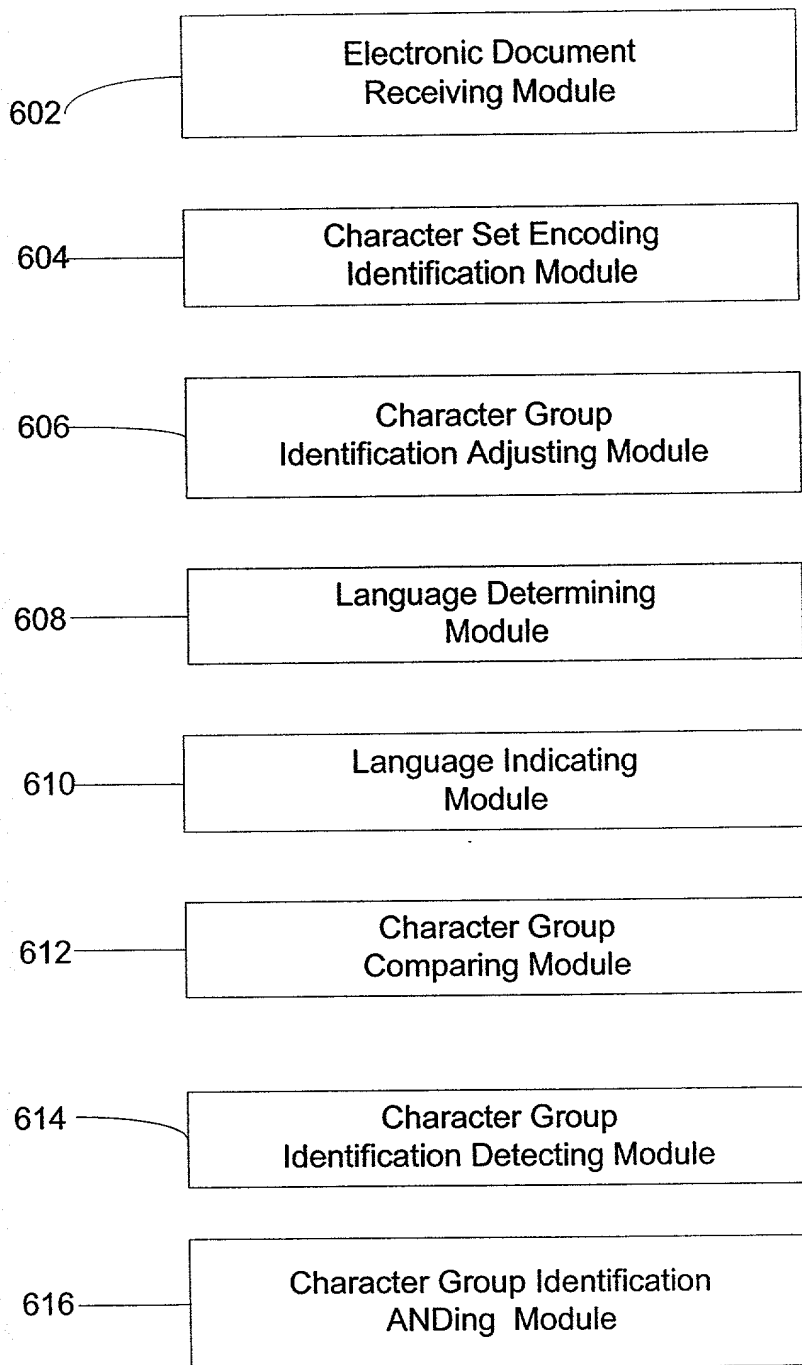 Electronic Document
Receiving Module
602
Character Set Encoding
604
Identification Module
Character Group
606
Identification Adjusting Module
Language Determining
608
Module
Language Indicating
610
Module
Character Group
612
Comparing Module
614
Character Group
Identification Detecting Module
Character Group Identification
616
ANDing Module